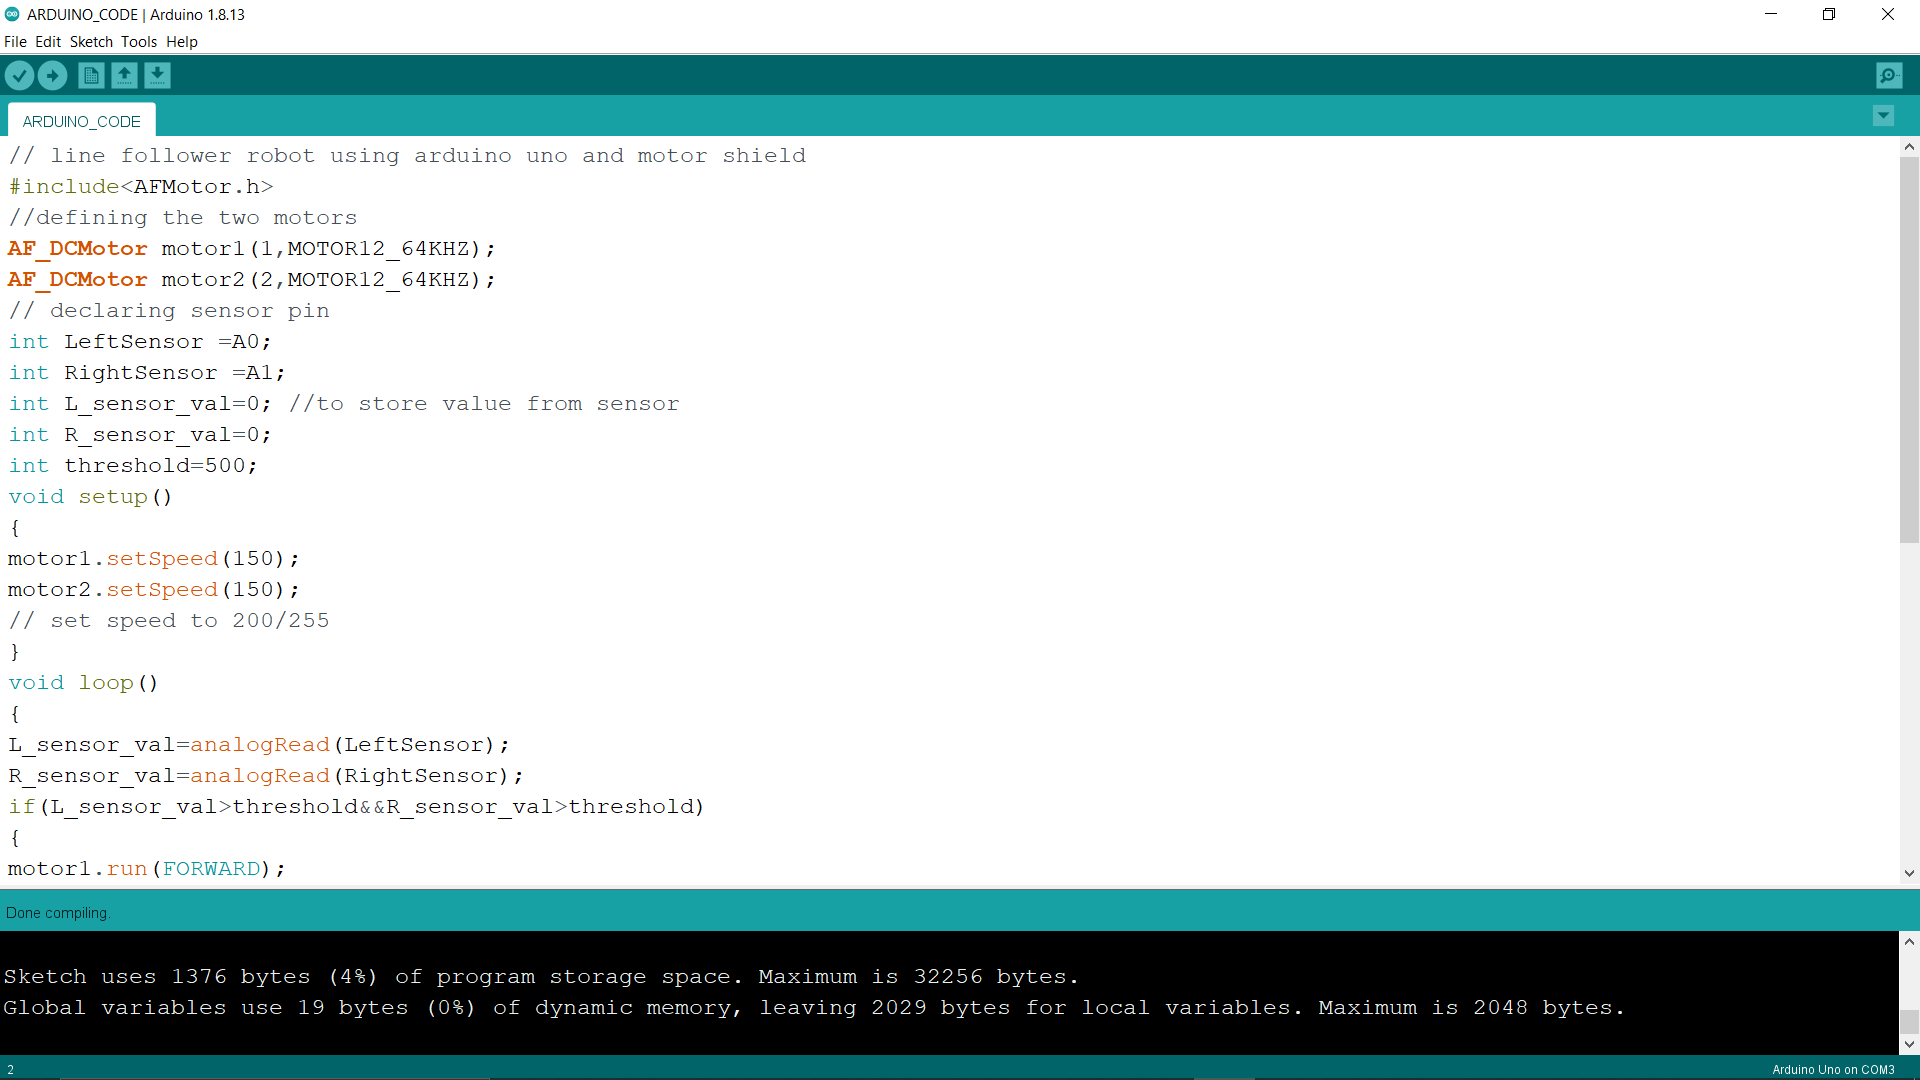 ARDUINO_CODE | Arduino 1.8.13
File Edit Sketch Tools Help
ARDUINO_CODE
// line follower robot using arduino uno and motor shield
#include<AFMotor.h>
//defining the two motors
AF_DCMotor motor1(1,MOTOR12_64KHZ);
AF_DCMotor motor2(2,MOTOR12_64KHZ);
// declaring sensor pin
int LeftSensor =A0;
int RightSensor =A1;
int L_sensor_val=0; //to store value from sensor
int R_sensor_val=0;
int threshold=500;
void setup()
{
motor1.setSpeed(150);
motor2.setSpeed(150);
// set speed to 200/255
}
void loop()
{
L_sensor_val=analogRead(LeftSensor);
R_sensor_val=analogRead(RightSensor);
if(L_sensor_val>threshold&&R_sensor_val>threshold)
{
motor1.run(FORWARD);
Done compiling.
Sketch uses 1376 bytes (4%) of program storage space. Maximum is 32256 bytes.
Global variables use 19 bytes (0%) of dynamic memory, leaving 2029 bytes for local variables. Maximum is 2048 bytes.
2
Arduino Uno on COM3